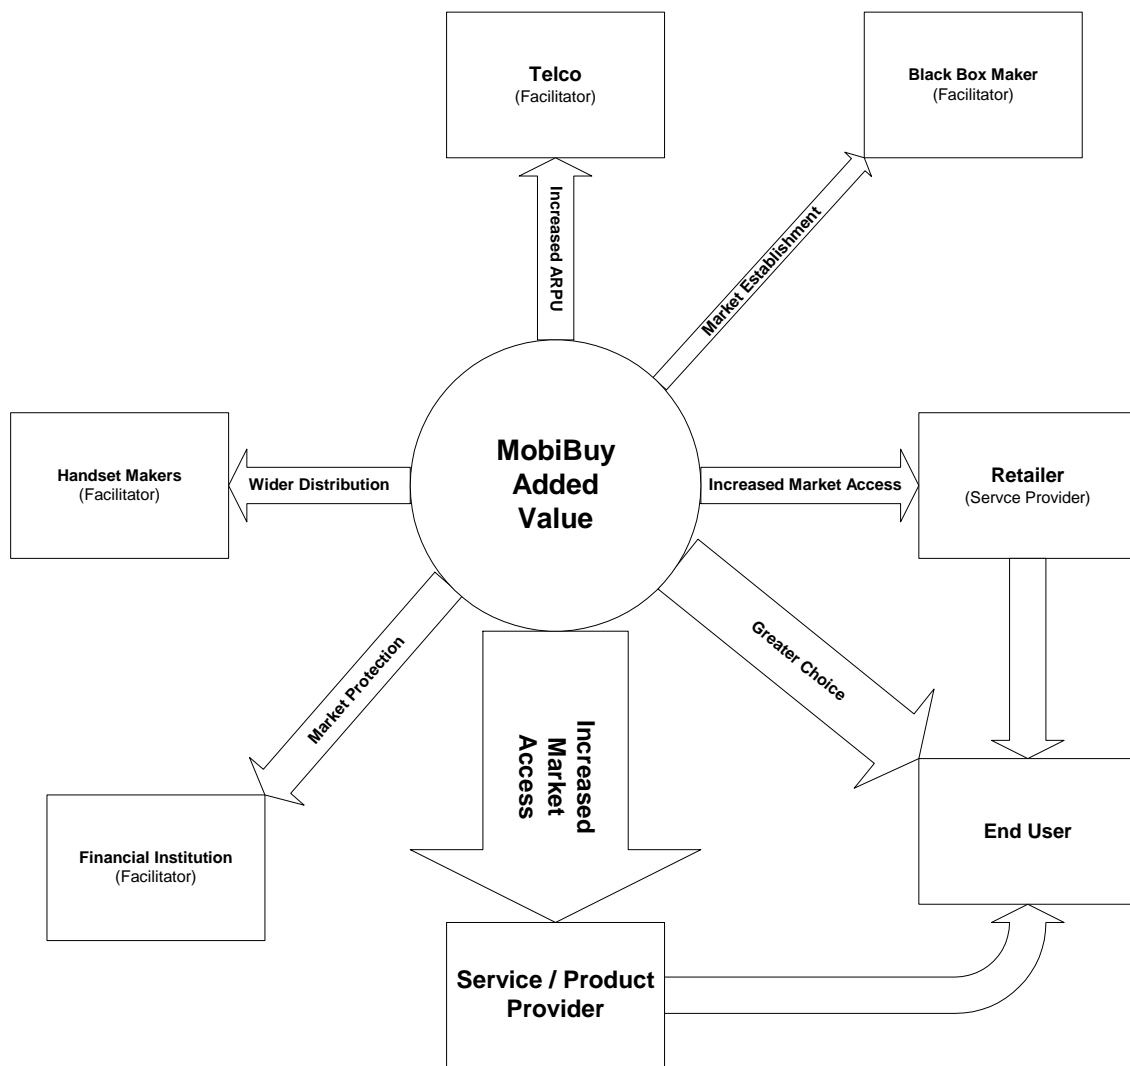 Telco
(Facilitator)
Black Box Maker
(Facilitator)
Increased ARPU
Market Establishment
MobiBuy
Added
Value
Handset Makers
(Facilitator)
Wider Distribution
Increased Market Access
Retailer
(Servce Provider)
Market Protection
Greater Choice
Increased
Market
Access
Financial Institution
(Facilitator)
End User
Service / Product
Provider